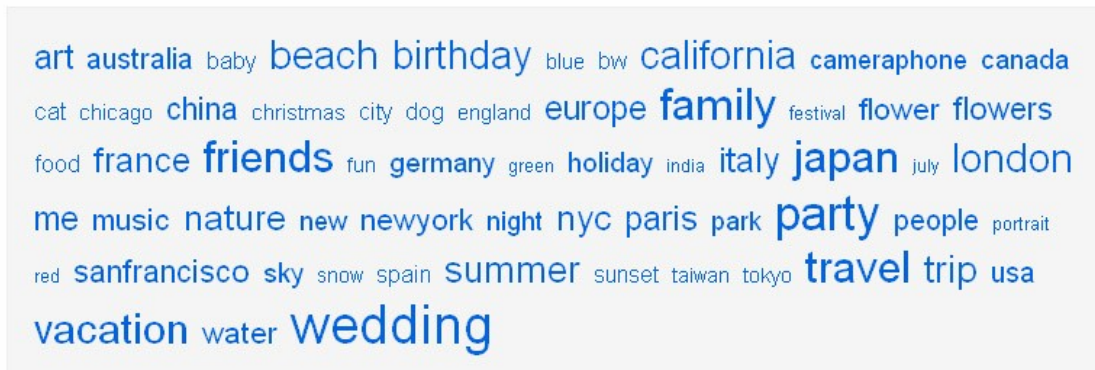 art australia baby beach birthday blue bw california cameraphone canada
cat chicago china christmas city dog england europe family festival flower flowers
food france friends fun germany green holiday india italy japan july london
me music nature new newyork night nyc paris park party people portrait
red sanfrancisco sky snow spain summer sunset taiwan tokyo travel trip usa
vacation water wedding